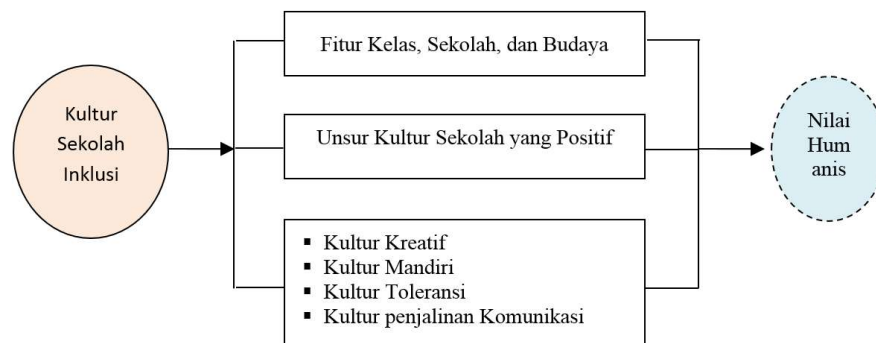 Kultur
Sekolah
Inklusi
Fitur Kelas, Sekolah, dan Budaya
Unsur Kultur Sekolah yang Positif
▪ Kultur Kreatif
▪ Kultur Mandiri
▪ Kultur Toleransi
▪ Kultur penjalinan Komunikasi
Nilai
Hum
anis